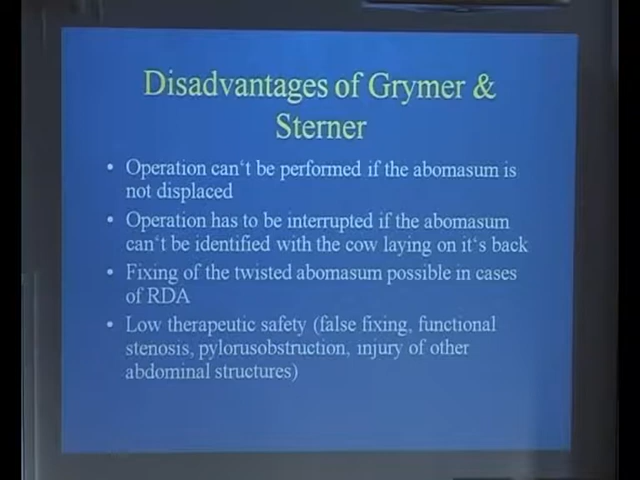 Disadvantages of Grymer &
Sterner
• Operation can‘t be performed if the abomasum is
not displaced
• Operation has to be interrupted if the abomasum
can‘t be identified with the cow laying on it‘s back
• Fixing of the twisted abomasum possible in cases
of RDA
• Low therapeutic safety (false fixing, functional
stenosis, pylorusobstruction, injury of other
abdominal structures)